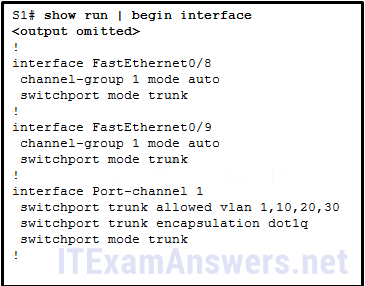 S1# show run | begin interface
<output omitted>
!
interface FastEthernet0/8
 channel-group 1 mode auto
 switchport mode trunk
!
interface FastEthernet0/9
 channel-group 1 mode auto
 switchport mode trunk
!
interface Port-channel 1
 switchport trunk allowed vlan 1,10,20,30
 switchport trunk encapsulation dot1q
 switchport mode trunk
!
ITExamAnswers.net